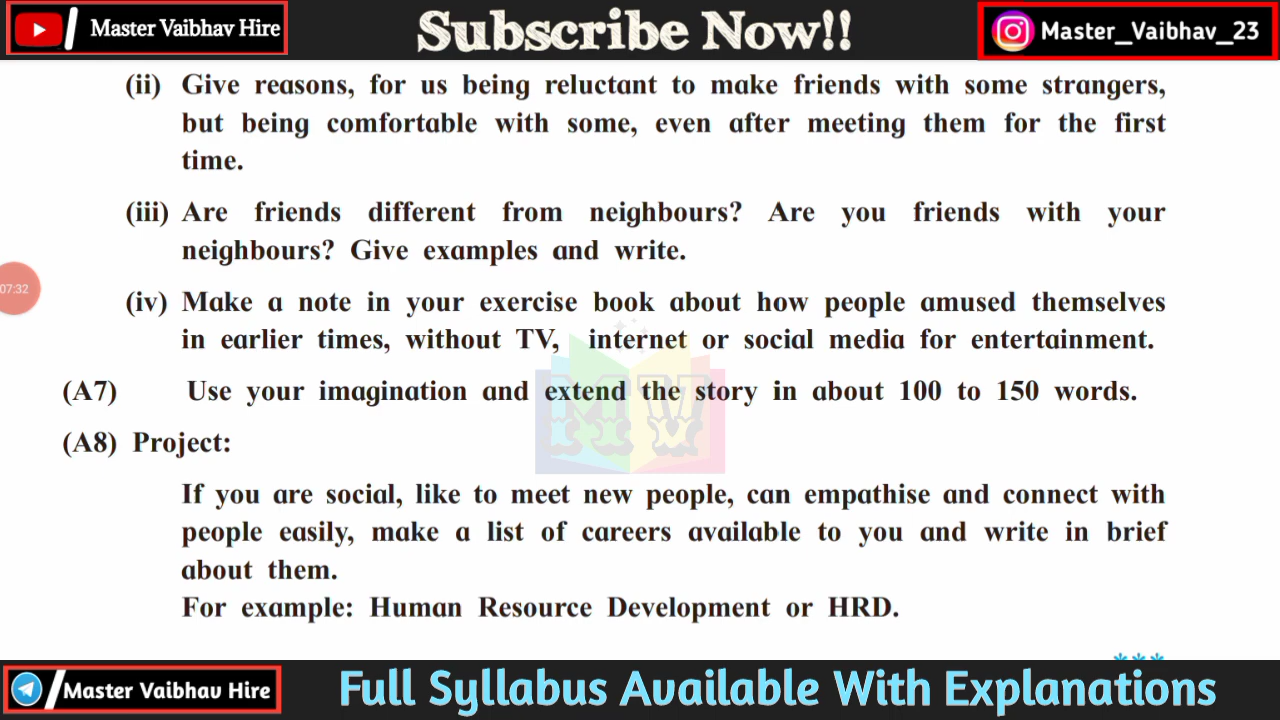 Master Vaibhav Hire
Subscribe Now!!
Master_Vaibhav_23
(ii) Give reasons, for us being reluctant to make friends with some strangers,
but being comfortable with some, even after meeting them for the first
time.
(iii) Are friends different from neighbours? Are you friends with your
neighbours? Give examples and write.
07:32
(iv) Make a note in your exercise book about how people amused themselves
in earlier times, without TV, internet or social media for entertainment.
(A7) Use your imagination and extend the story in about 100 to 150 words.
MV
(A8) Project:
If you are social, like to meet new people, can empathise and connect with
people easily, make a list of careers available to you and write in brief
about them.
For example: Human Resource Development or HRD.
***
Master Vaibhav Hire
Full Syllabus Available With Explanations